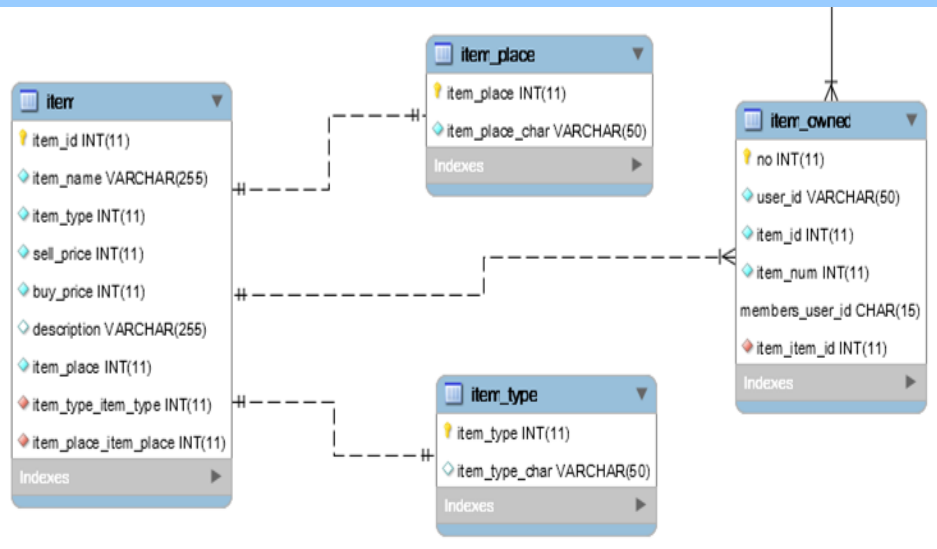 item
item_id INT(11)
item_name VARCHAR(255)
item_type INT(11)
sell_price INT(11)
buy_price INT(11)
description VARCHAR(255)
item_place INT(11)
item_type_item_type INT(11)
item_place_item_place INT(11)
Indexes
item_place
item_place INT(11)
item_place_char VARCHAR(50)
Indexes
item_type
item_type INT(11)
item_type_char VARCHAR(50)
Indexes
item_owned
no INT(11)
user_id VARCHAR(50)
item_id INT(11)
item_num INT(11)
members_user_id CHAR(15)
item_item_id INT(11)
Indexes